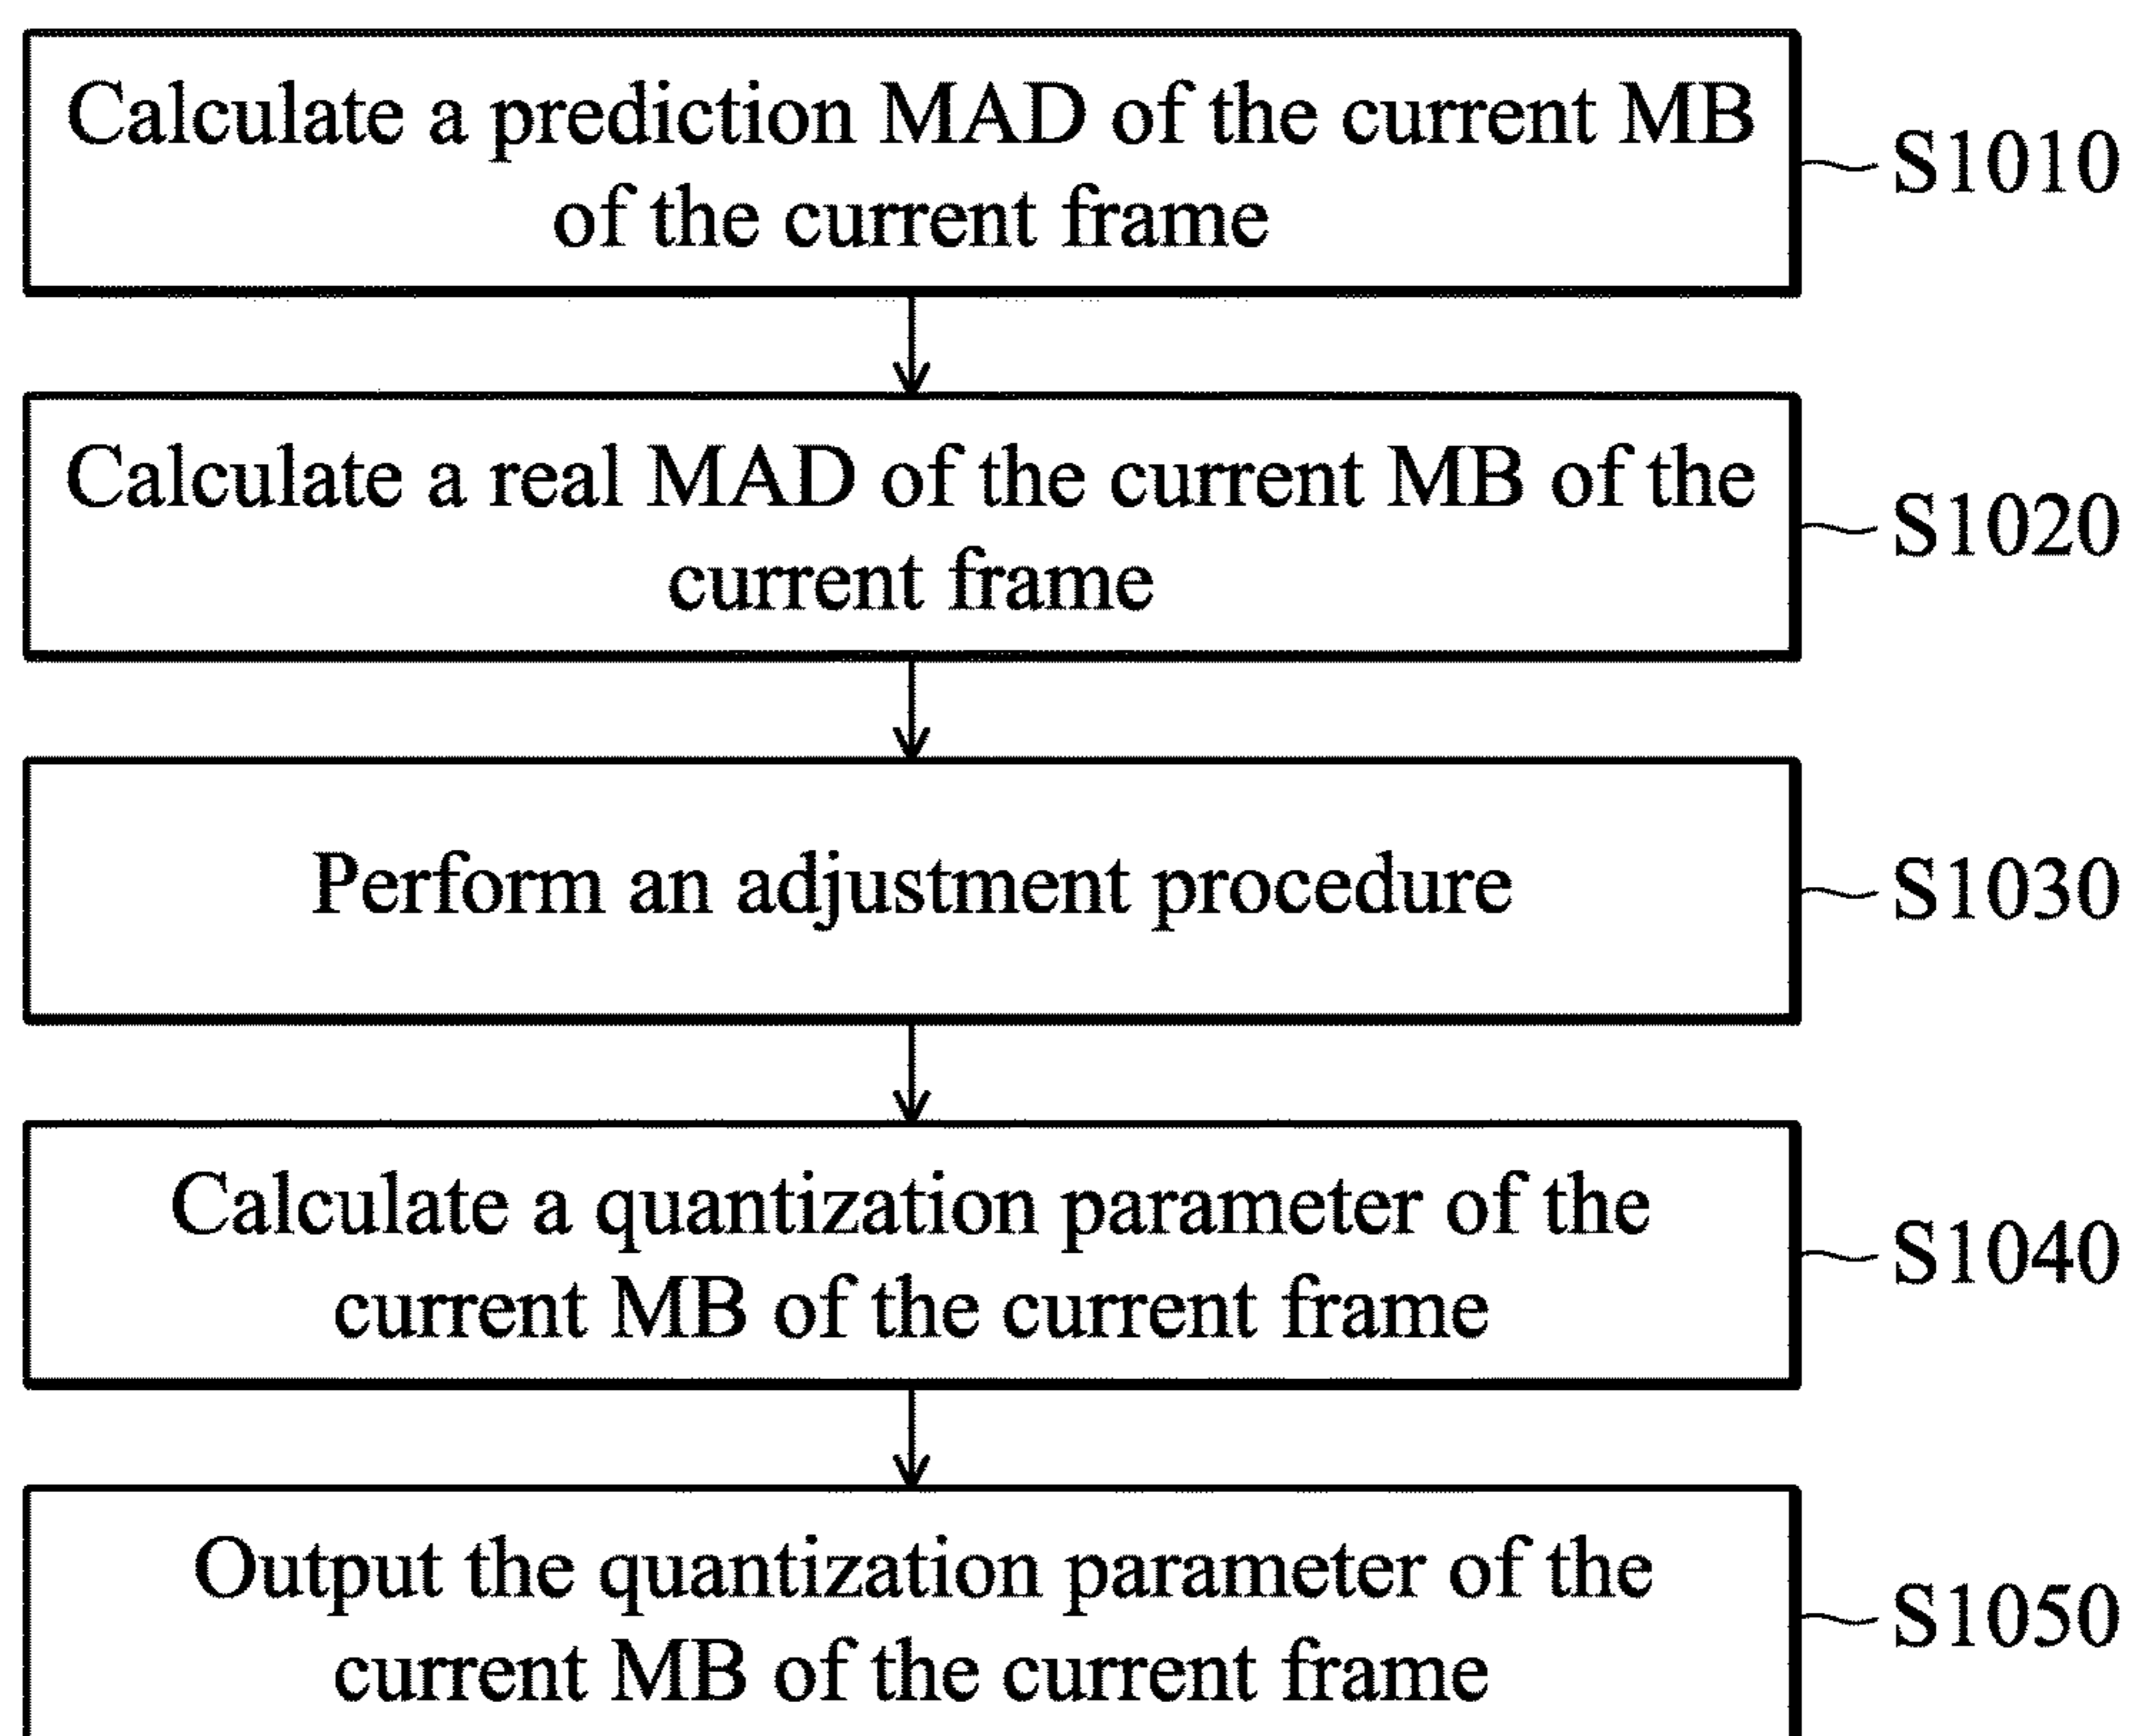 Calculate a prediction MAD of the current MB
of the current frame
S1010
Calculate a real MAD of the current MB of the
current frame
S1020
Perform an adjustment procedure
S1030
Calculate a quantization parameter of the
current MB of the current frame
S1040
Output the quantization parameter of the
current MB of the current frame
S1050